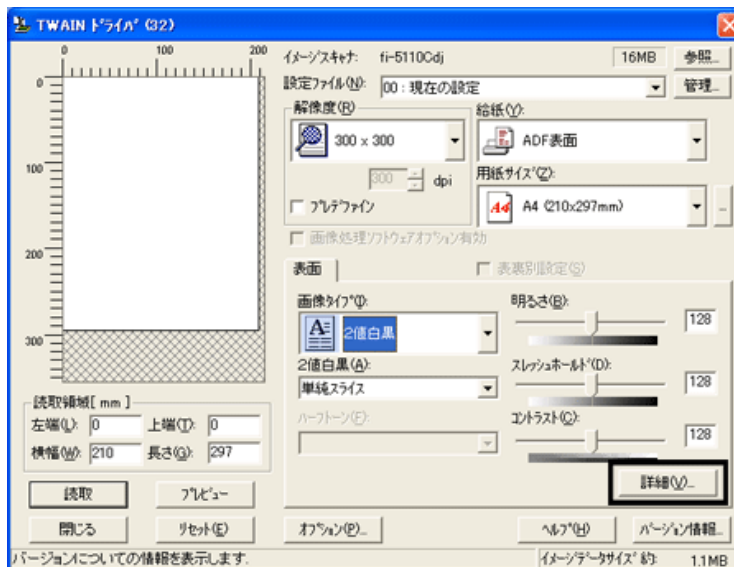 TWAIN ドライバ (32)
0 100 200
0
100
200
300
イメージスキャナ: fi-5110Cdj 16MB 参照...
設定ファイル(N): 00 : 現在の設定 管理...
解像度(R)
300 x 300
300 dpi
プレデファイン
給紙(Y):
ADF表面
用紙サイズ(Z):
A4 A4 (210x297mm) ...
画像処理ソフトウェアオプション有効
表面 表裏別設定(S)
画像タイプ(I):
2値白黒
2値白黒(A):
単純スライス
ハーフトーン(F):
明るさ(B):
128
スレッシュホールド(D):
128
コントラスト(C):
128
詳細(V)...
読取領域[ mm ]
左端(L): 0 上端(T): 0
横幅(W): 210 長さ(G): 297
読取 プレビュー
閉じる リセット(E) オプション(P)... ヘルプ(H) バージョン情報...
バージョンについての情報を表示します. イメージデータサイズ 約: 1.1MB